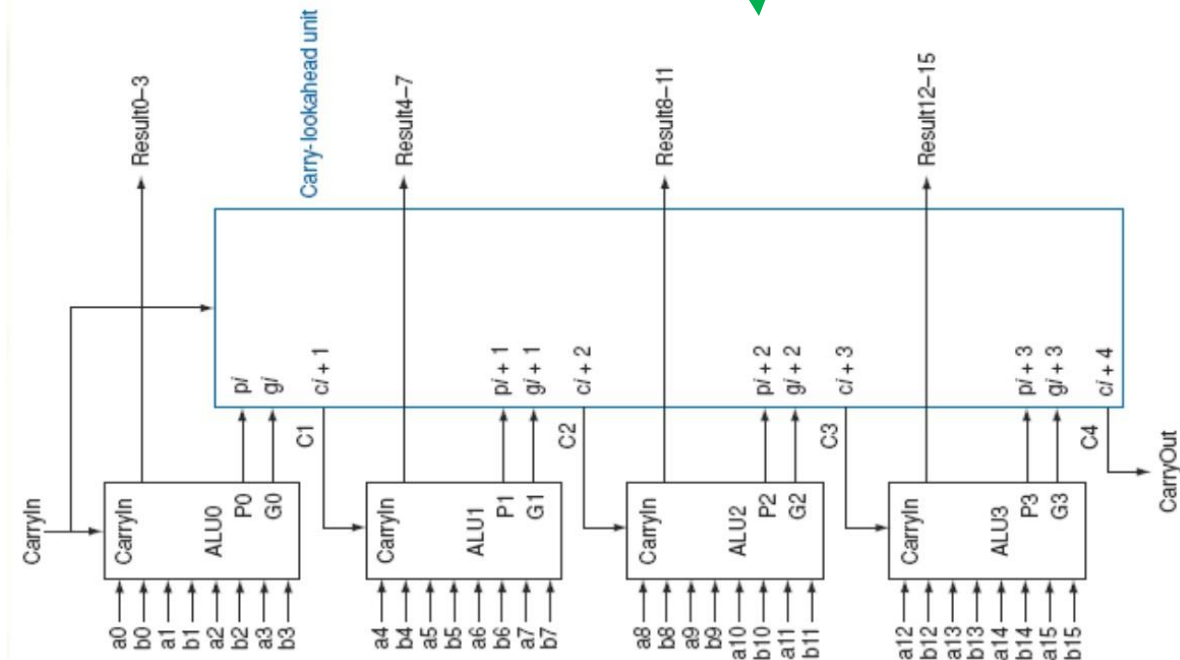 CarryIn
a0
b0
a1
b1
a2
b2
a3
b3
CarryIn
ALU0
P0
G0
Result0–3
Carry-lookahead unit
pi
gi
C1
ci + 1
a4
b4
a5
b5
a6
b6
a7
b7
CarryIn
ALU1
P1
G1
Result4–7
pi + 1
gi + 1
C2
ci + 2
a8
b8
a9
b9
a10
b10
a11
b11
CarryIn
ALU2
P2
G2
Result8–11
pi + 2
gi + 2
C3
ci + 3
a12
b12
a13
b13
a14
b14
a15
b15
CarryIn
ALU3
P3
G3
Result12–15
pi + 3
gi + 3
C4
ci + 4
CarryOut